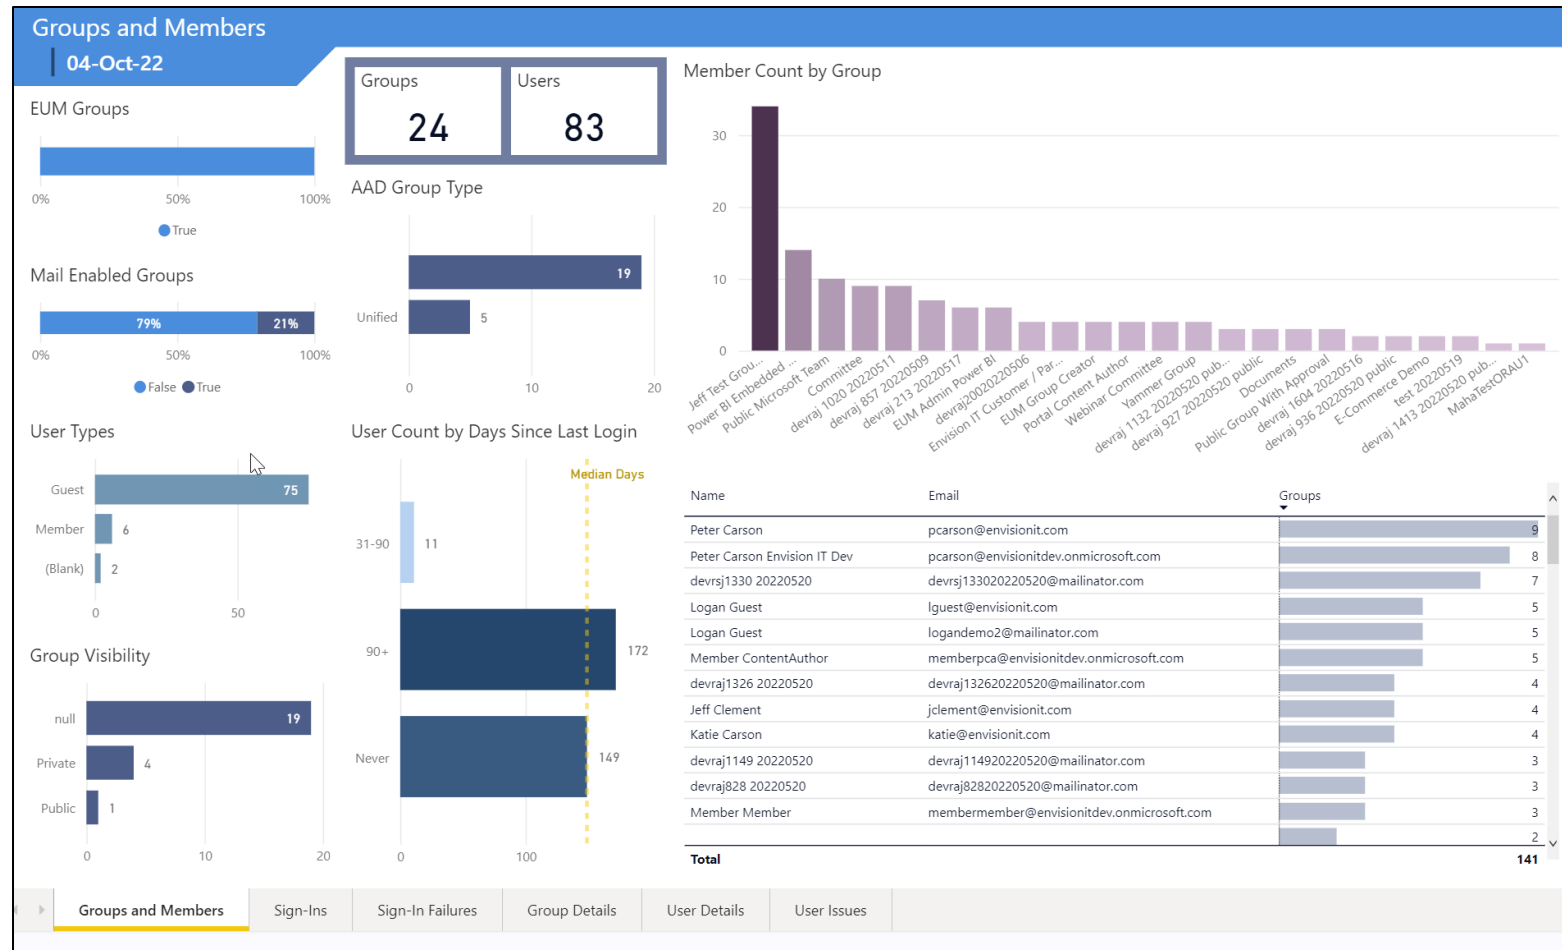 Groups and Members
04-Oct-22
EUM Groups
0% 50% 100%
True
Mail Enabled Groups
79% 21%
0% 50% 100%
False True
User Types
Guest 75
Member 6
(Blank) 2
0 50
Group Visibility
null 19
Private 4
Public 1
0 10 20
Groups Users
24 83
AAD Group Type
19
Unified 5
0 10 20
User Count by Days Since Last Login
Median Days
31-90 11
90+ 172
Never 149
0 100
Member Count by Group
30
20
10
0
Jeff Test Grou...
Power BI Embedded ...
Public Microsoft Team
Committee
devraj 1020 20220511
devraj 857 20220509
devraj 213 20220517
EUM Admin Power BI
devraj20020220506
Envision IT Customer / Par...
EUM Group Creator
Portal Content Author
Webinar Committee
Yammer Group
devraj 1132 20220520 pub...
devraj 927 20220520 public
Documents
Public Group With Approval
devraj 1604 20220516
devraj 936 20220520 public
E-Commerce Demo
test 20220519
devraj 1413 20220520 pub...
MahaTestORAU1
Name Email Groups
Peter Carson pcarson@envisionit.com 9
Peter Carson Envision IT Dev pcarson@envisionitdev.onmicrosoft.com 8
devrsj1330 20220520 devrsj133020220520@mailinator.com 7
Logan Guest lguest@envisionit.com 5
Logan Guest logandemo2@mailinator.com 5
Member ContentAuthor memberpca@envisionitdev.onmicrosoft.com 5
devraj1326 20220520 devraj132620220520@mailinator.com 4
Jeff Clement jclement@envisionit.com 4
Katie Carson katie@envisionit.com 4
devraj1149 20220520 devraj114920220520@mailinator.com 3
devraj828 20220520 devraj82820220520@mailinator.com 3
Member Member membermember@envisionitdev.onmicrosoft.com 3
2
Total 141
Groups and Members Sign-Ins Sign-In Failures Group Details User Details User Issues